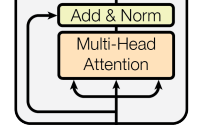 Add & Norm
Multi-Head
Attention